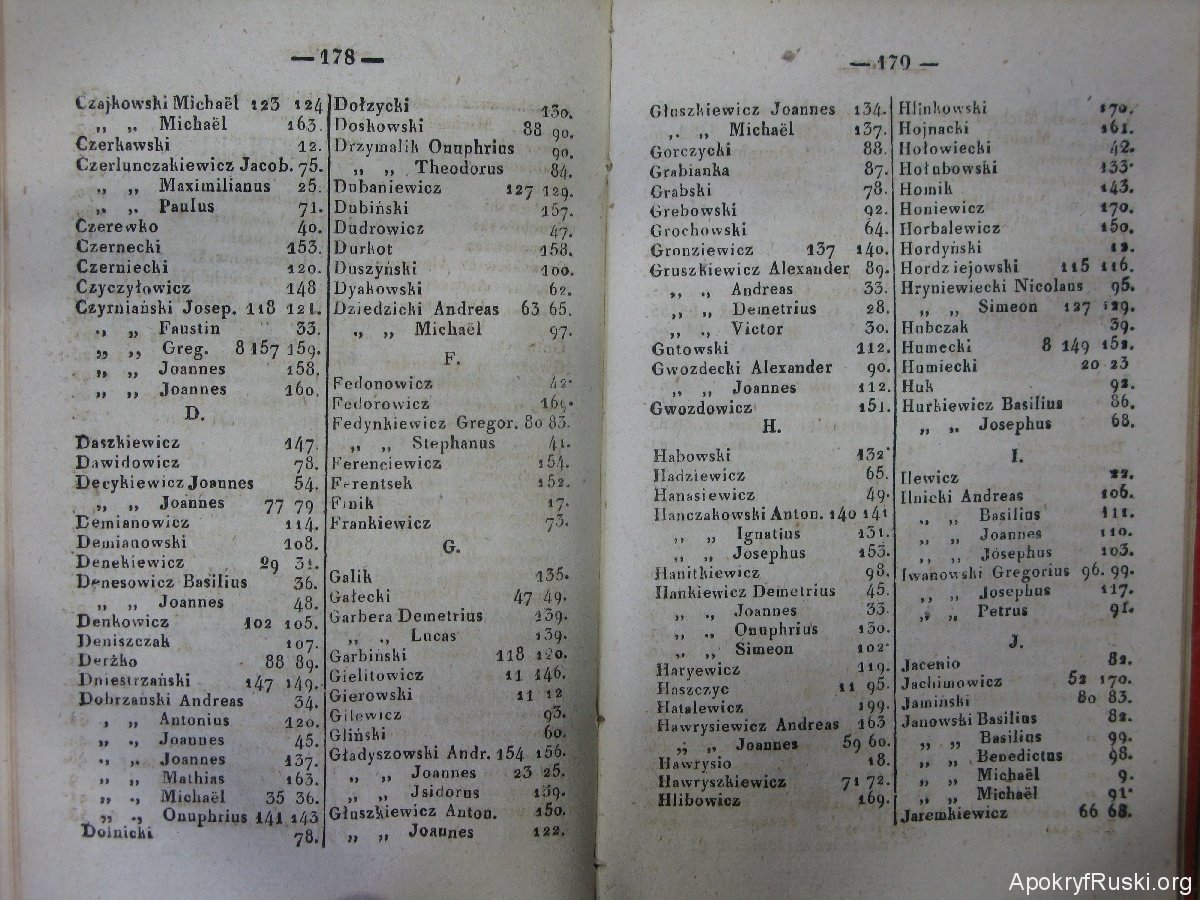 — 178 —
Czajkowski Michaël 123 124
„ „ Michaël 163.
Czerkawski 12.
Czerlunczakiewicz Jacob. 75.
„ „ Maximilianus 25.
„ „ Paulus 71.
Czerewko 40.
Czernecki 153.
Czerniecki 120.
Czyczyłowicz 148
Czyrniański Josep. 118 121.
„ „ Faustin 33.
„ „ Greg. 8 157 159.
„ „ Joannes 158.
„ „ Joannes 160.
D.
Daszkiewicz 147.
Dawidowicz 78.
Decykiewicz Joannes 54.
„ „ Joannes 77 79
Demianowicz 114.
Demianowski 108.
Denekiewicz 29 31.
Denesowicz Basilius 36.
„ „ Joannes 48.
Denkowicz 102 105.
Deniszczak 107.
Derżko 88 89.
Dniestrzański 147 149.
Dobrzański Andreas 34.
„ „ Antonius 120.
„ „ Joannes 45.
„ „ Joannes 137.
„ „ Mathias 163.
„ „ Michaël 35 36.
„ „ Onuphrius 141 143
Dolnicki 78.
Dołzycki 130.
Doskowski 88 90.
Drzymalik Onuphrius 90.
„ „ Theodorus 84.
Dubaniewicz 127 129.
Dubiński 157.
Dudrowicz 47.
Durkot 158.
Duszyński 100.
Dyakowski 62.
Dziedzicki Andreas 63 65.
„ „ Michaël 97.
F.
Fedonowicz 42.
Fedorowicz 169.
Fedynkiewicz Gregor. 80 83.
„ „ Stephanus 41.
Ferenciewicz 154.
Ferentsek 152.
Finik 17.
Frankiewicz 73.
G.
Galik 135.
Gałecki 47 49.
Garbera Demetrius 139.
„ „ Lucas 139.
Garbiński 118 120.
Gielitowicz 11 146.
Gierowski 11 12
Gilewicz 93.
Gliński 60.
Gładyszowski Andr. 154 156.
„ „ Joannes 23 25.
„ „ Jsidorus 139.
Głuszkiewicz Anton. 150.
„ „ Joannes 122.
— 179 —
Głuszkiewicz Joannes 134.
„ „ Michaël 137.
Gorczycki 88.
Grabianka 87.
Grabski 78.
Grebowski 92.
Grochowski 64.
Gronziewicz 137 140.
Gruszkiewicz Alexander 89.
„ „ Andreas 33.
„ „ Demetrius 28.
„ „ Victor 30.
Gutowski 112.
Gwozdecki Alexander 90.
„ „ Joannes 112.
Gwozdowicz 151.
H.
Habowski 132
Hadziewicz 65.
Hanasiewicz 49.
Hanczakowski Anton. 140 141
„ „ Ignatius 131.
„ „ Josephus 153.
Hanitkiewicz 98.
Hankiewicz Demetrius 45.
„ „ Joannes 33
„ „ Onuphrius 130.
„ „ Simeon 102
Haryewicz 119.
Haszczyc 11 95.
Hatalewicz 199.
Hawrysiewicz Andreas 163
„ „ Joannes 59 60.
Hawrysio 18.
Hawryszkiewicz 71 72.
Hlibowicz 169.
Hlinkowski 170.
Hojnacki 161.
Hołowiecki 42.
Hołubowski 133.
Homik 143.
Honiewicz 170.
Horbalewicz 150.
Hordyński 12.
Hordziejowski 115 116.
Hryniewiecki Nicolaus 95.
„ „ Simeon 127 129.
Hubczak 39.
Humecki 8 149 152.
Humiecki 20 23
Huk 92.
Hurkiewicz Basilius 86.
„ „ Josephus 68.
I.
Ilewicz 22.
Ilnicki Andreas 106.
„ „ Basilius 111.
„ „ Joannes 110.
„ „ Josephus 103.
Iwanowski Gregorius 96. 99.
„ „ Josephus 117.
„ „ Petrus 91.
J.
Jacenio 82.
Jachimowicz 52 170.
Jamiński 80 83.
Janowski Basilius 82.
„ „ Basilius 99.
„ „ Benedictus 98.
„ „ Michaël 9.
„ „ Michaël 91.
Jaremkiewicz 66 68.
ApokryfRuski.org